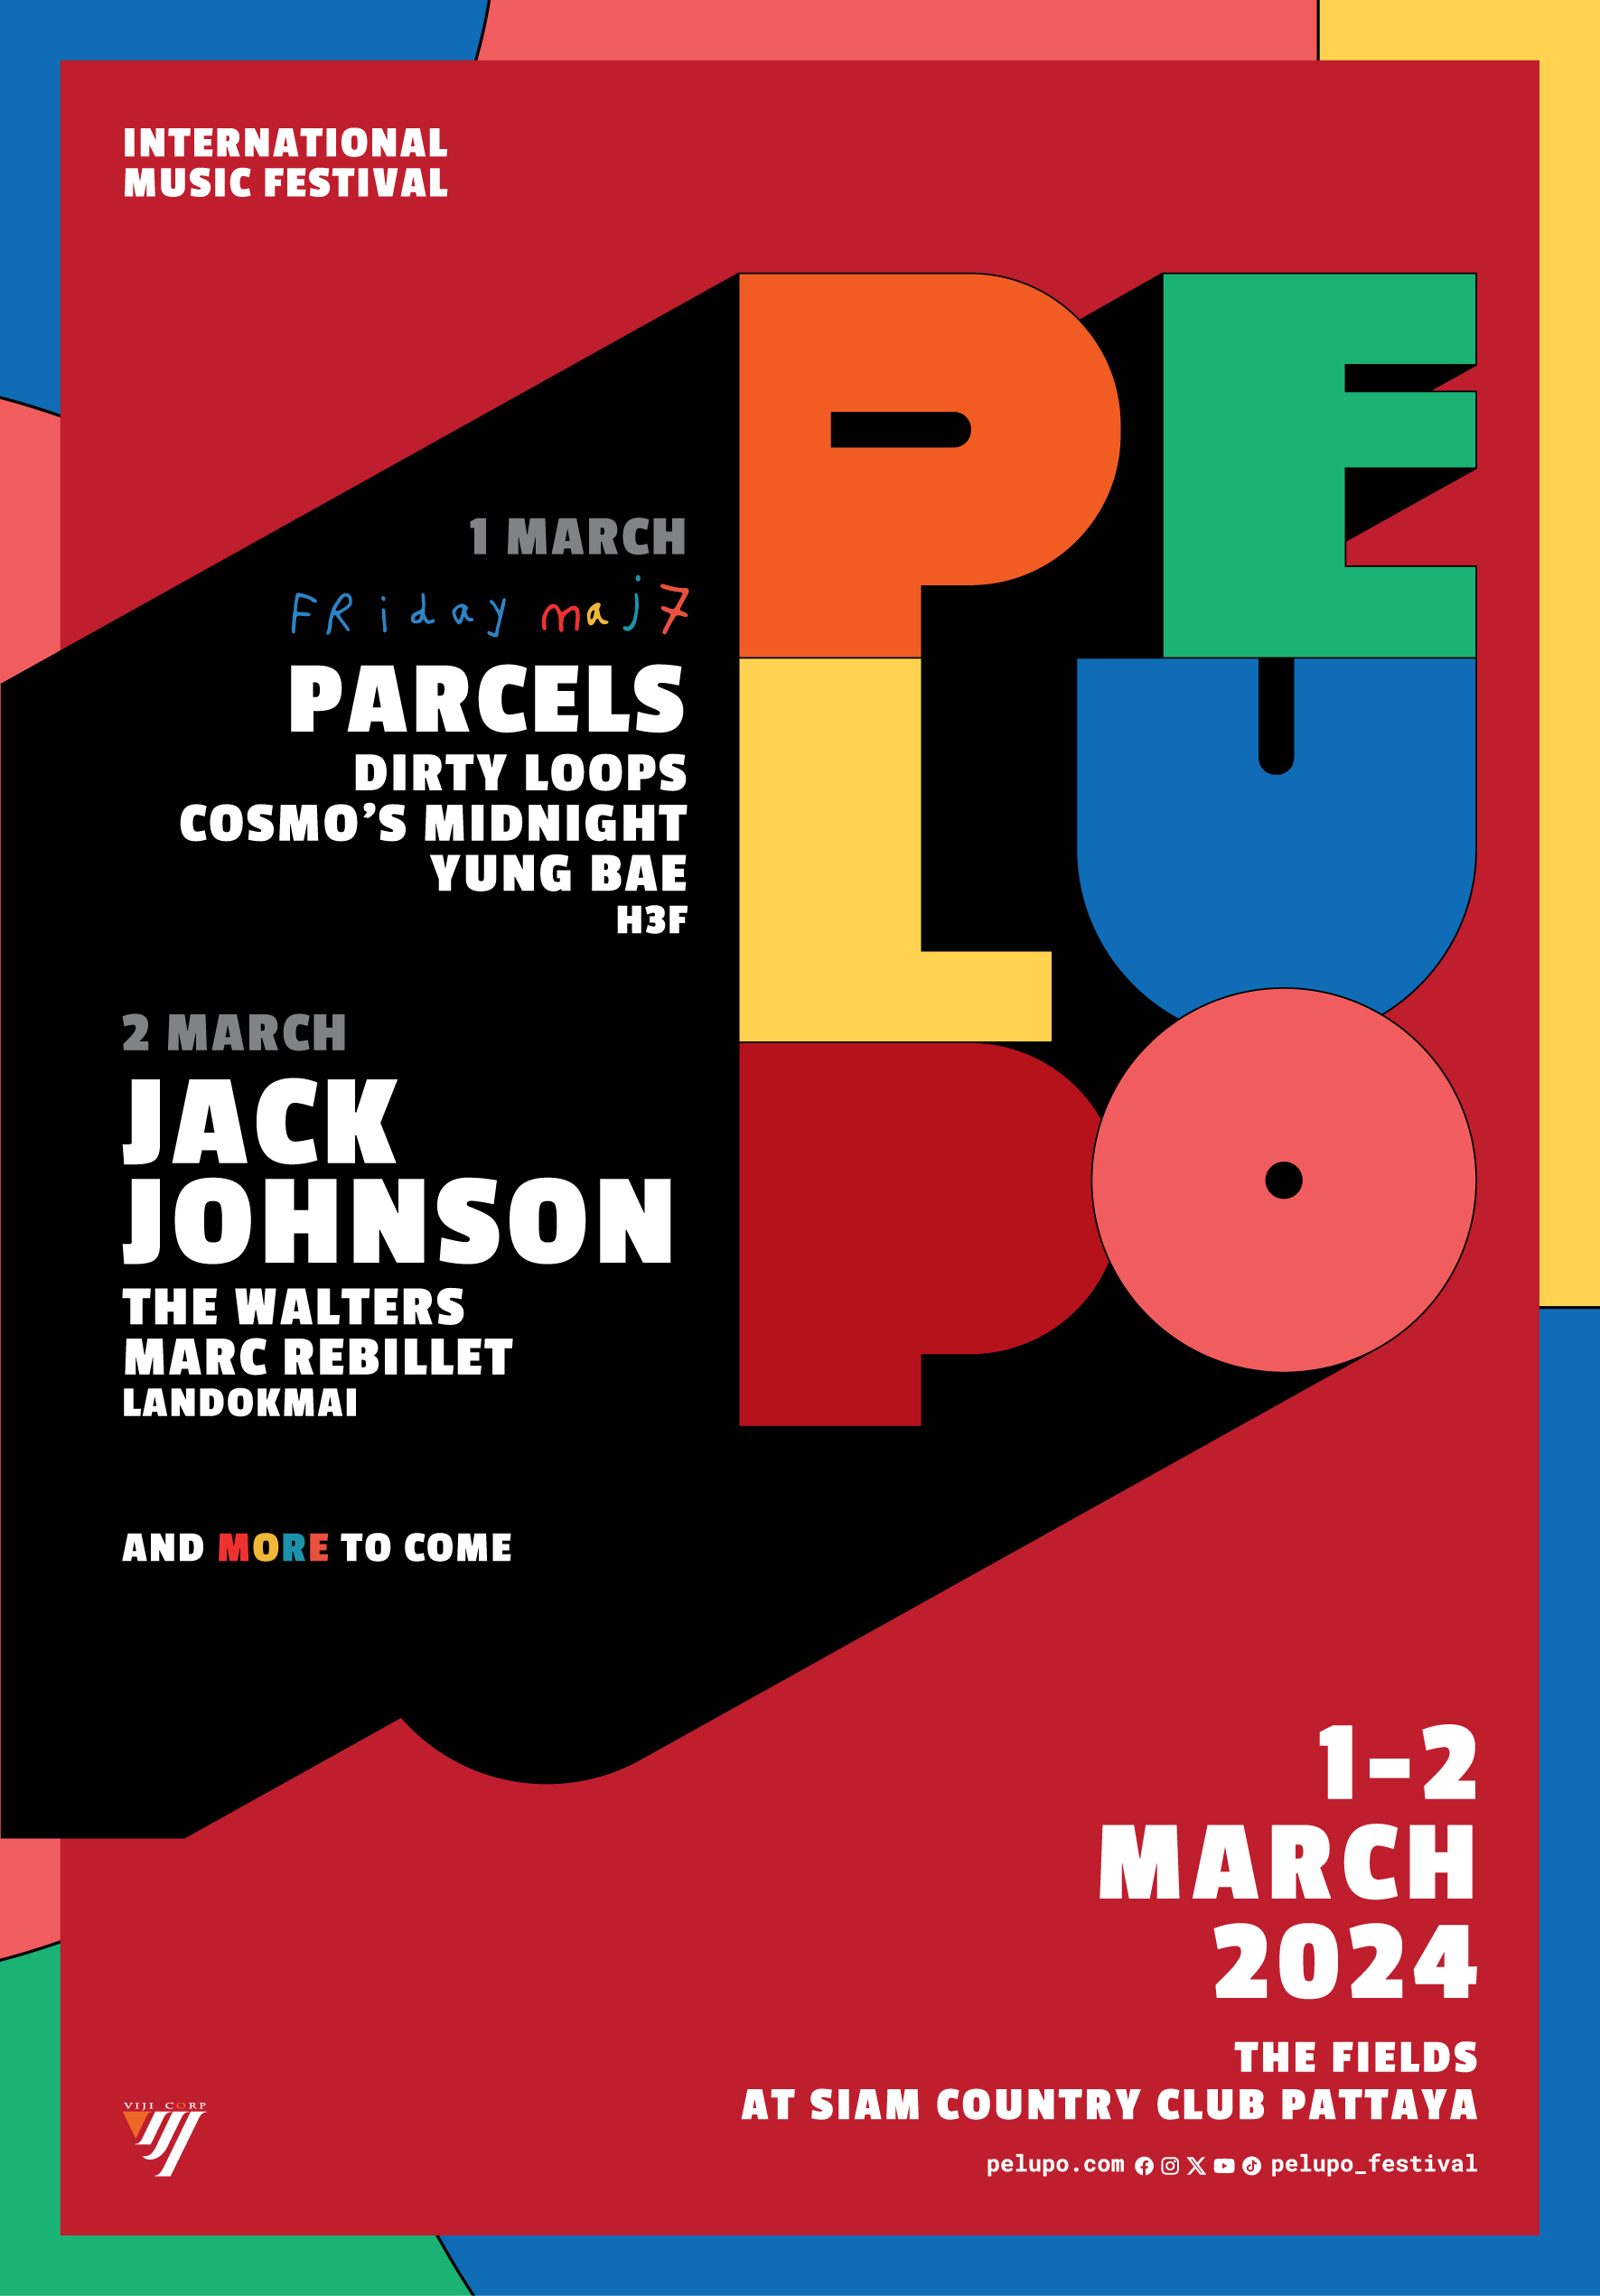 INTERNATIONAL
MUSIC FESTIVAL
PE
LU
PO
1 MARCH
FRiday maj7
PARCELS
DIRTY LOOPS
COSMO’S MIDNIGHT
YUNG BAE
H3F
2 MARCH
JACK
JOHNSON
THE WALTERS
MARC REBILLET
LANDOKMAI
AND MORE TO COME
1-2
MARCH
2024
THE FIELDS
AT SIAM COUNTRY CLUB PATTAYA
pelupo.com pelupo_festival
VIJI CORP